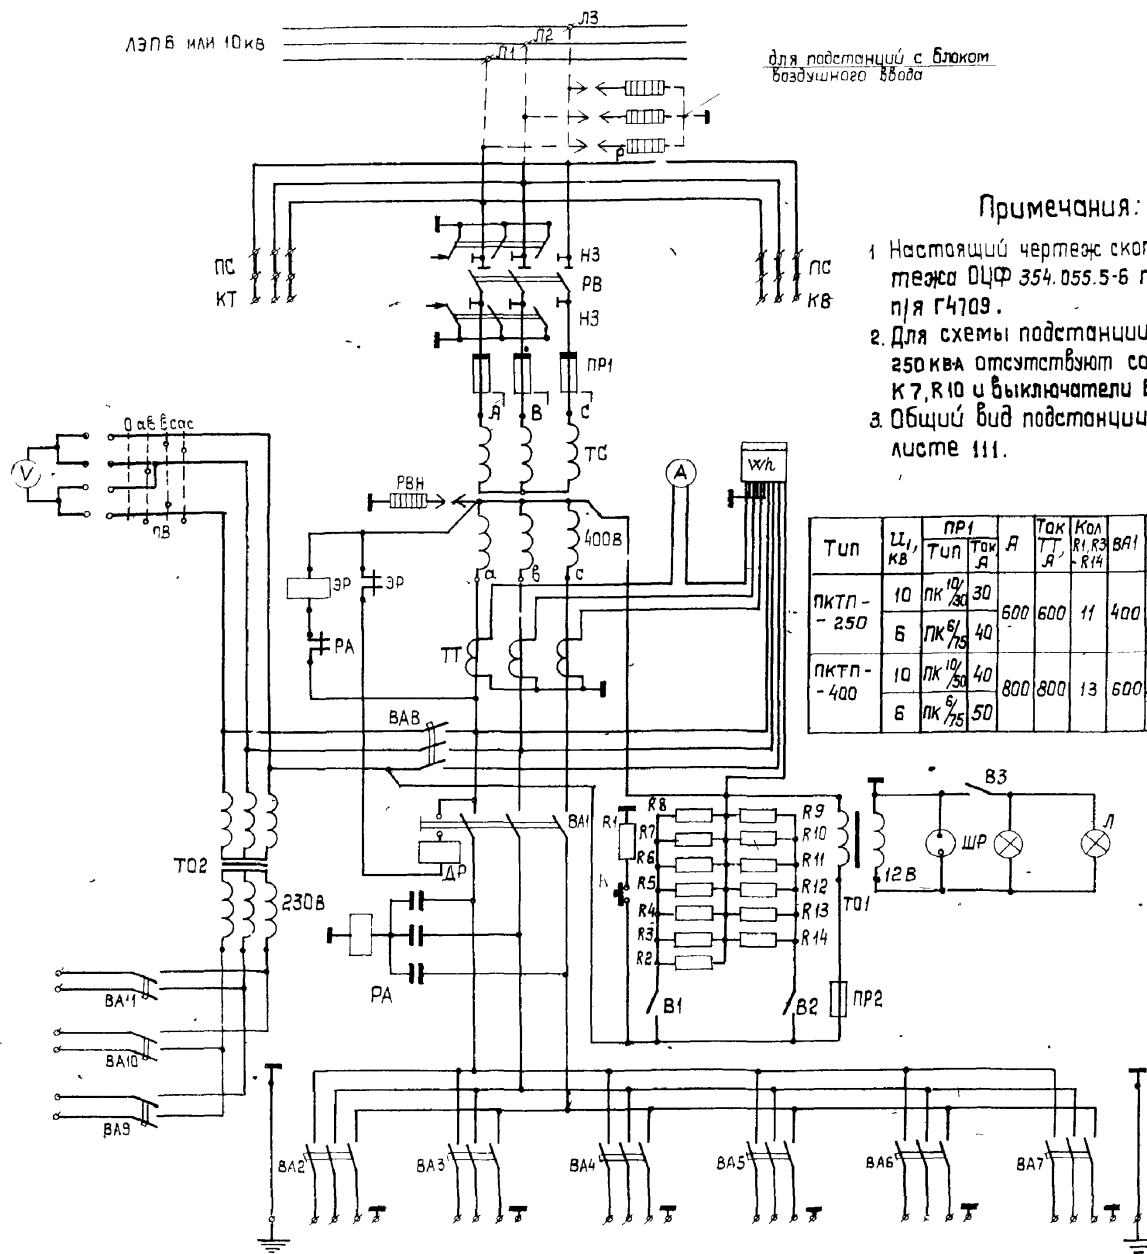 Л3
Л2
Л1
ЛЭП 6 или 10кв
для подстанций с блоком
воздушного ввода
Р
Примечания:
1 Настоящий чертеж
тежа ОЦФ 354.055.5-6
п/я Г4709.
2. Для схемы подстанции
250 КВА отсутствуют
К7, R10 и выключатели
3. Общий вид подстанции
листе 111.
ПС
КТ
НЗ
РВ
НЗ
ПС
КВ
ПР1
А В С
ТС
0 ав вс ас
V
ПВ
А
Wh
РВН
400В
а в с
ЭР
ЭР
РА
ТТ
Тип U₁, КВ ПР1 А Ток ТТ А, Кол R1,R3 -R14 ВА1
Тип Ток А
ПКТП- - 250 10 ПК 10/30 30 600 600 11 400
6 ПК 6/75 40
ПКТП- -400 10 ПК 10/50 40 800 800 13 600
6 ПК 6/75 50
ВА8
ВА1
ДР
R1
R8
R7
R6
R5
R4
R3
R2
К
R9
R10
R11
R12
R13
R14
В1
В2
ТО1
ПР2
12В
ВЗ
ШР
Л
ТО2
230В
РА
ВА11
ВА10
ВА9
ВА2
ВА3
ВА4
ВА5
ВА6
ВА7